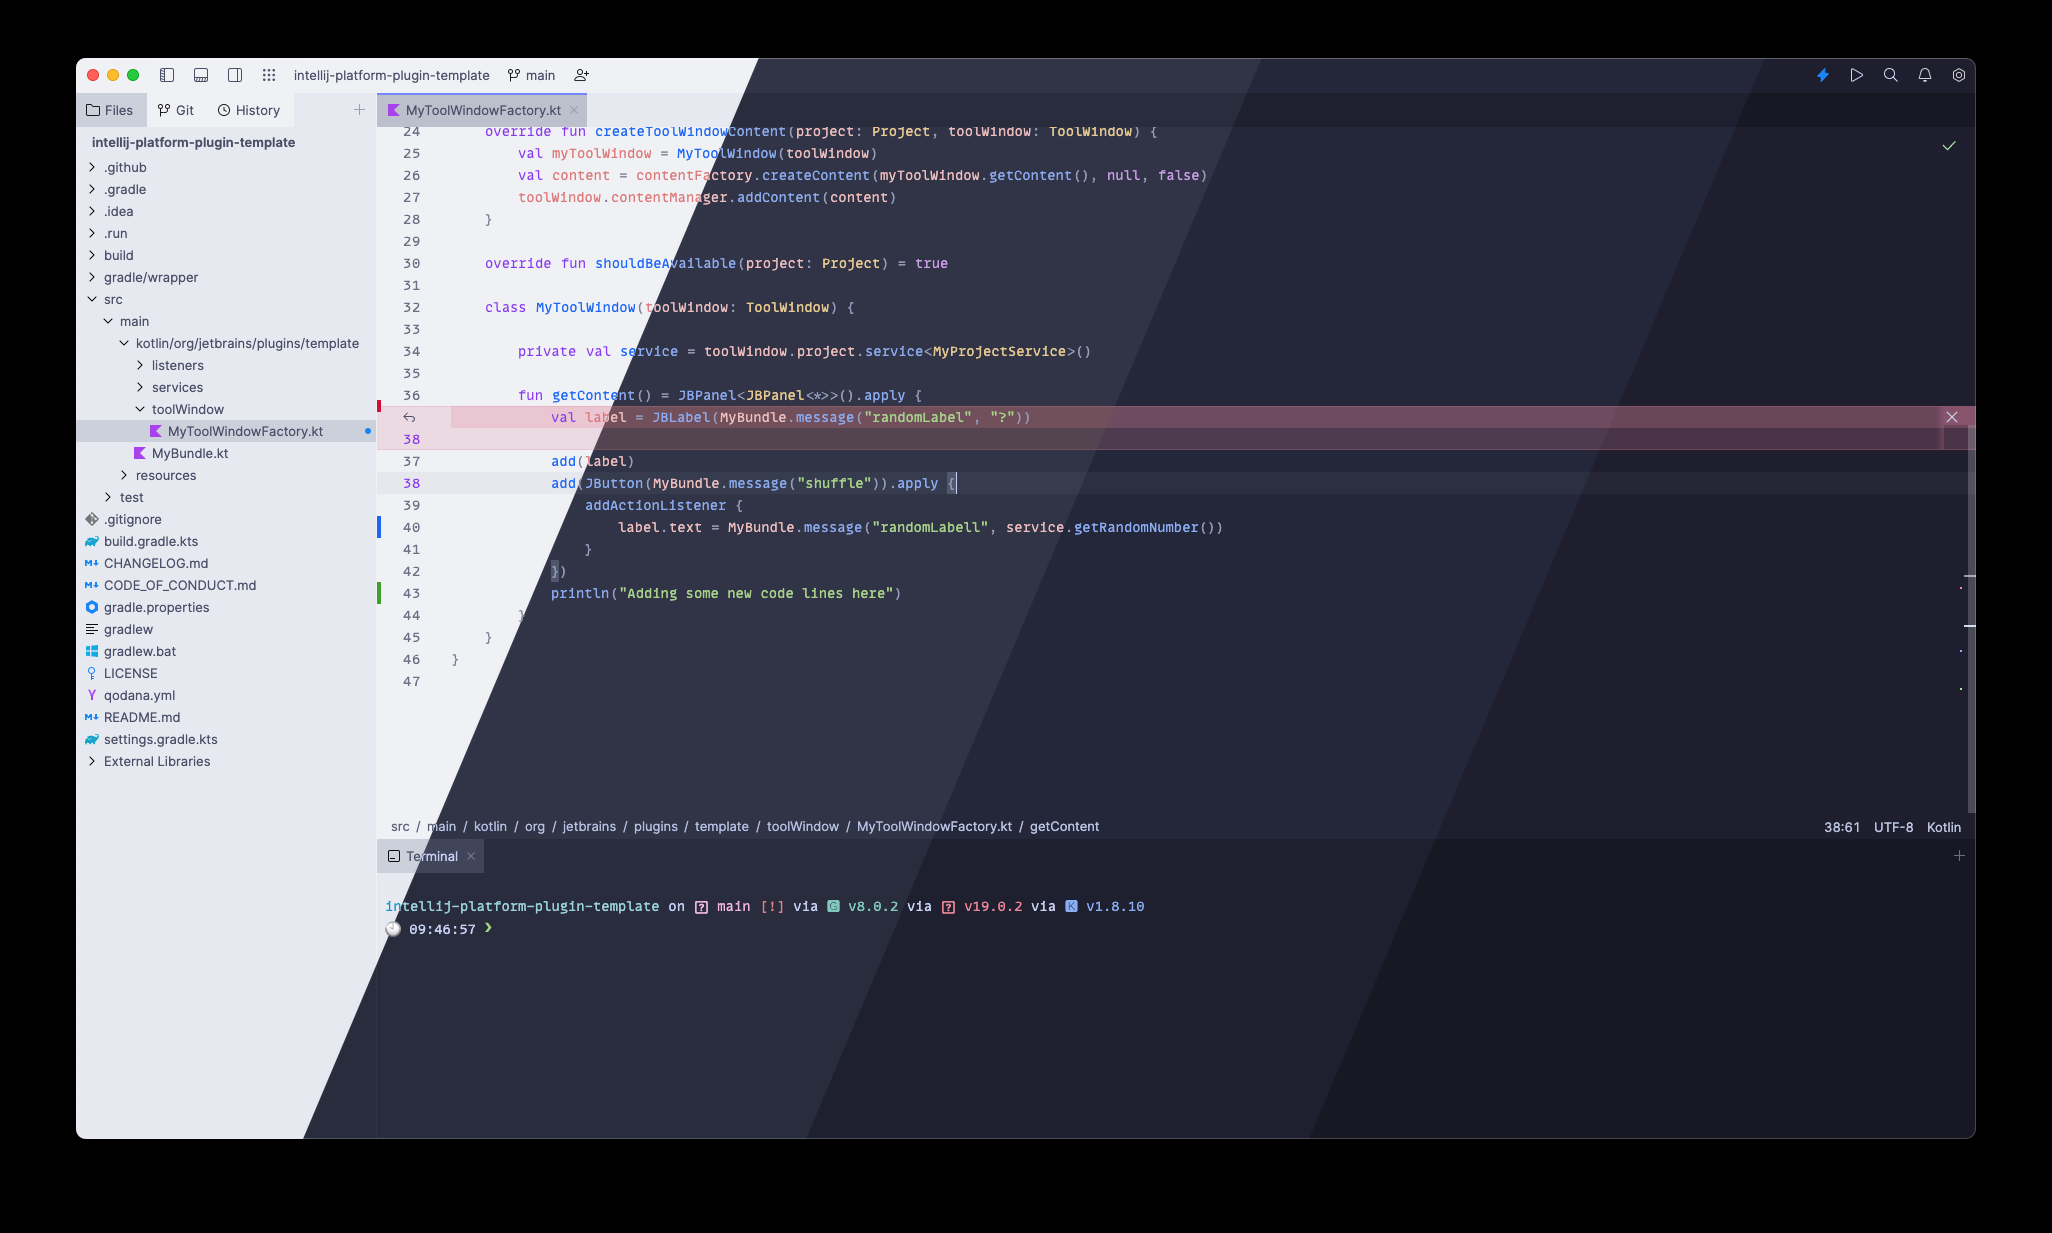 intellij-platform-plugin-template main
Files Git History
MyToolWindowFactory.kt
intellij-platform-plugin-template
.github
.gradle
.idea
.run
build
gradle/wrapper
src
main
kotlin/org/jetbrains/plugins/template
listeners
services
toolWindow
MyToolWindowFactory.kt
MyBundle.kt
resources
test
.gitignore
build.gradle.kts
CHANGELOG.md
CODE_OF_CONDUCT.md
gradle.properties
gradlew
gradlew.bat
LICENSE
qodana.yml
README.md
settings.gradle.kts
External Libraries
24 override fun createToolWindowContent(project: Project, toolWindow: ToolWindow) {
25 val myToolWindow = MyToolWindow(toolWindow)
26 val content = contentFactory.createContent(myToolWindow.getContent(), null, false)
27 toolWindow.contentManager.addContent(content)
28 }
29
30 override fun shouldBeAvailable(project: Project) = true
31
32 class MyToolWindow(toolWindow: ToolWindow) {
33
34 private val service = toolWindow.project.service<MyProjectService>()
35
36 fun getContent() = JBPanel<JBPanel<*>>().apply {
val label = JBLabel(MyBundle.message("randomLabel", "?"))
38
37 add(label)
38 add(JButton(MyBundle.message("shuffle")).apply {
39 addActionListener {
40 label.text = MyBundle.message("randomLabell", service.getRandomNumber())
41 }
42 })
43 println("Adding some new code lines here")
44 }
45 }
46 }
47
src / main / kotlin / org / jetbrains / plugins / template / toolWindow / MyToolWindowFactory.kt / getContent
38:61 UTF-8 Kotlin
Terminal
intellij-platform-plugin-template on ? main [!] via G v8.0.2 via ? v19.0.2 via K v1.8.10
09:46:57 ❯